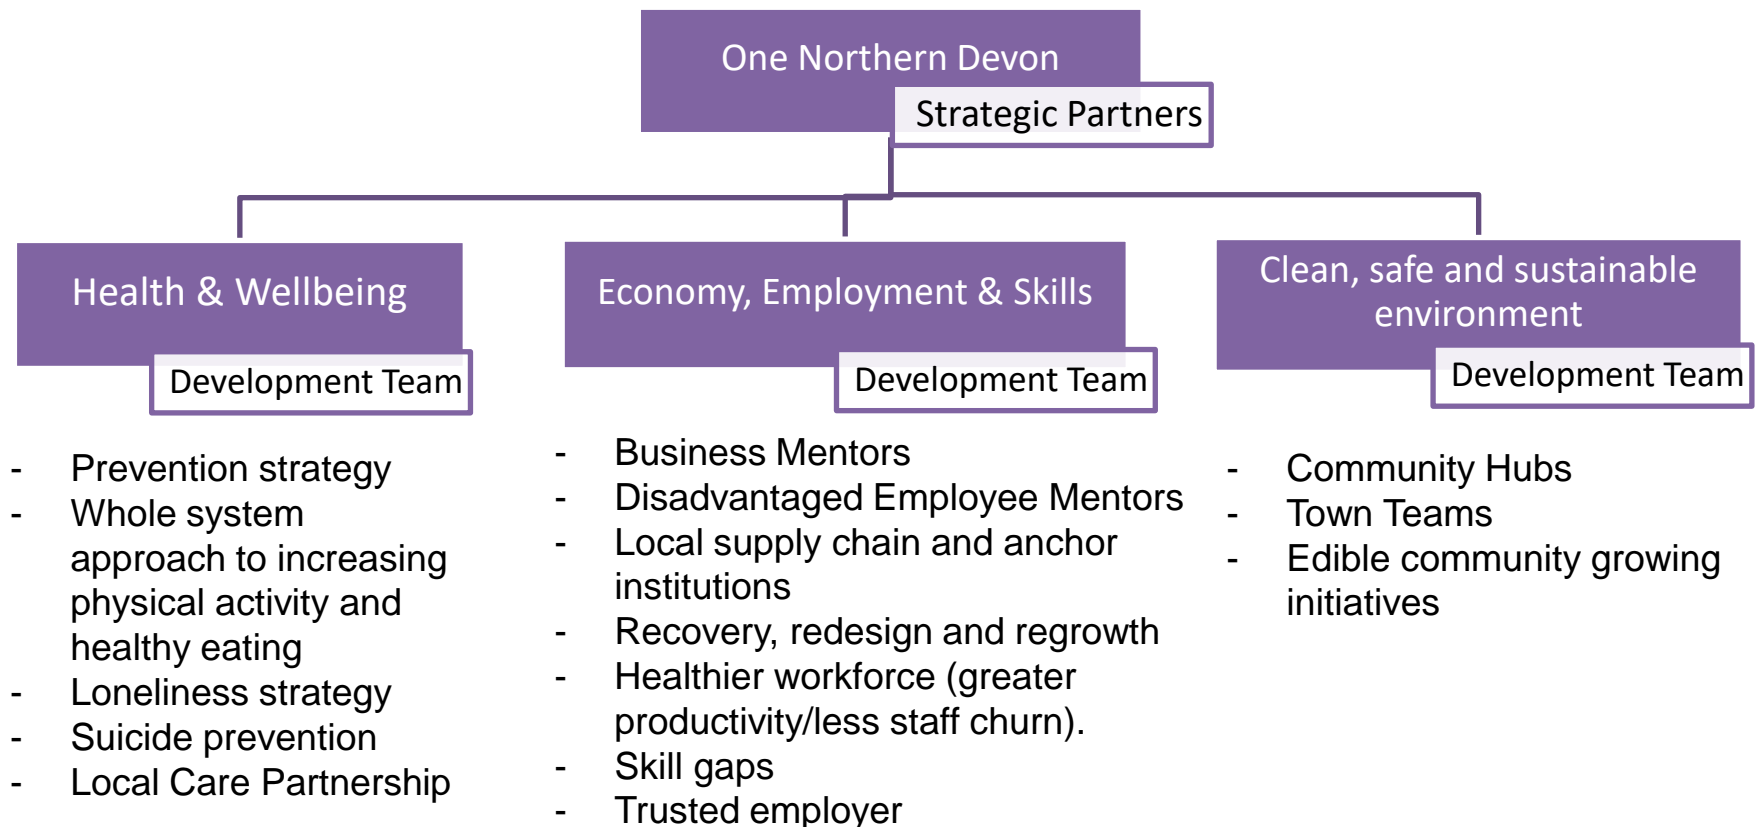 One Northern Devon
Strategic Partners
Health & Wellbeing
Development Team
- Prevention strategy
- Whole system
approach to increasing
physical activity and
healthy eating
- Loneliness strategy
- Suicide prevention
- Local Care Partnership
Economy, Employment & Skills
Development Team
- Business Mentors
- Disadvantaged Employee Mentors
- Local supply chain and anchor
institutions
- Recovery, redesign and regrowth
- Healthier workforce (greater
productivity/less staff churn).
- Skill gaps
- Trusted employer
Clean, safe and sustainable
environment
Development Team
- Community Hubs
- Town Teams
- Edible community growing
initiatives